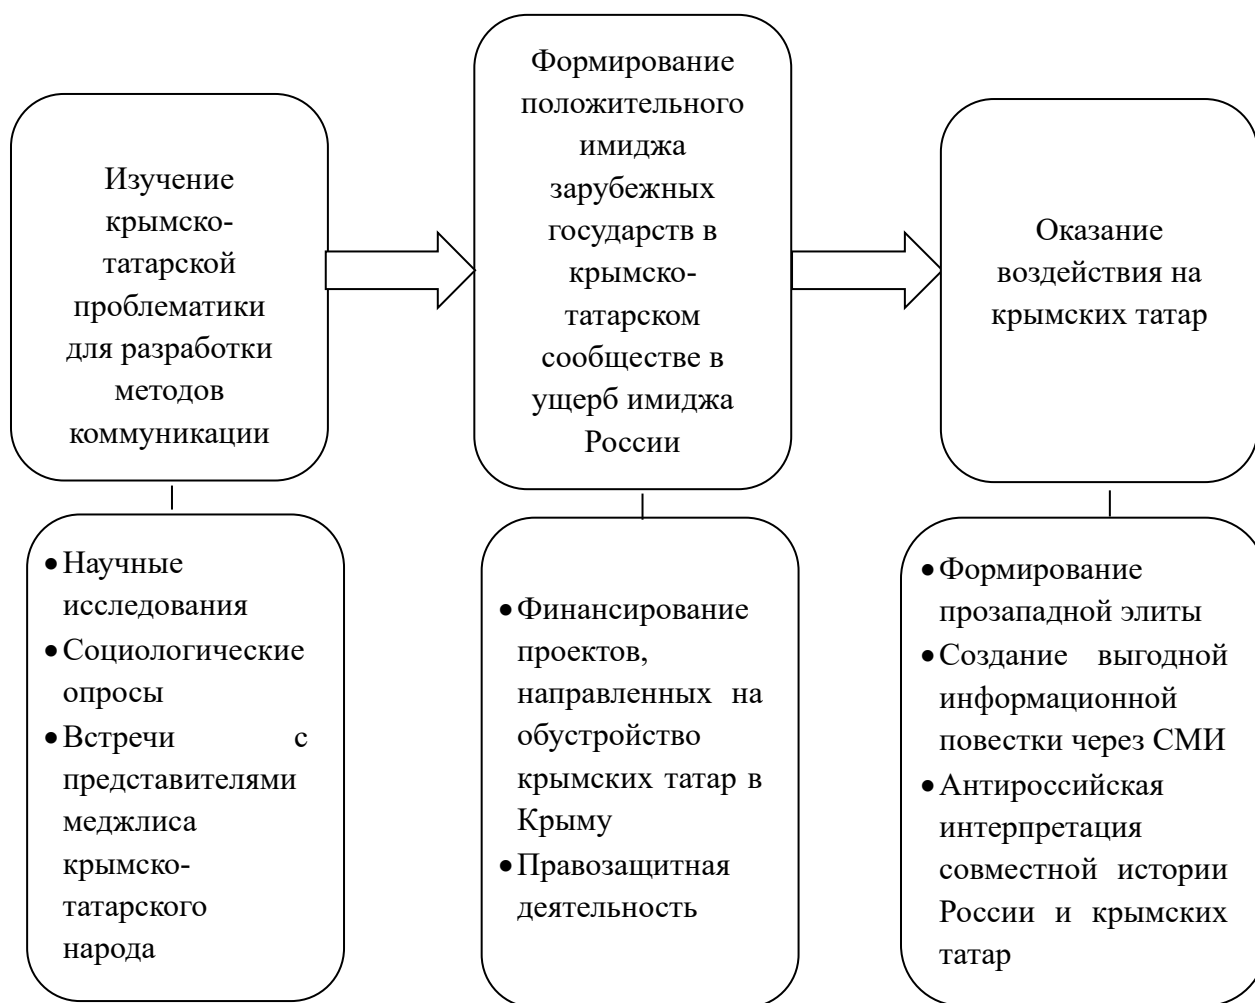 Изучение
крымско-
татарской
проблематики
для разработки
методов
коммуникации
Формирование
положительного
имиджа
зарубежных
государств в
крымско-
татарском
сообществе в
ущерб имиджа
России
Оказание
воздействия на
крымских татар
•Научные
исследования
•Социологические
опросы
•Встречи с
представителями
меджлиса
крымско-
татарского
народа
•Финансирование
проектов,
направленных на
обустройство
крымских татар в
Крыму
•Правозащитная
деятельность
•Формирование
прозападной элиты
•Создание выгодной
информационной
повестки через СМИ
•Антироссийская
интерпретация
совместной истории
России и крымских
татар